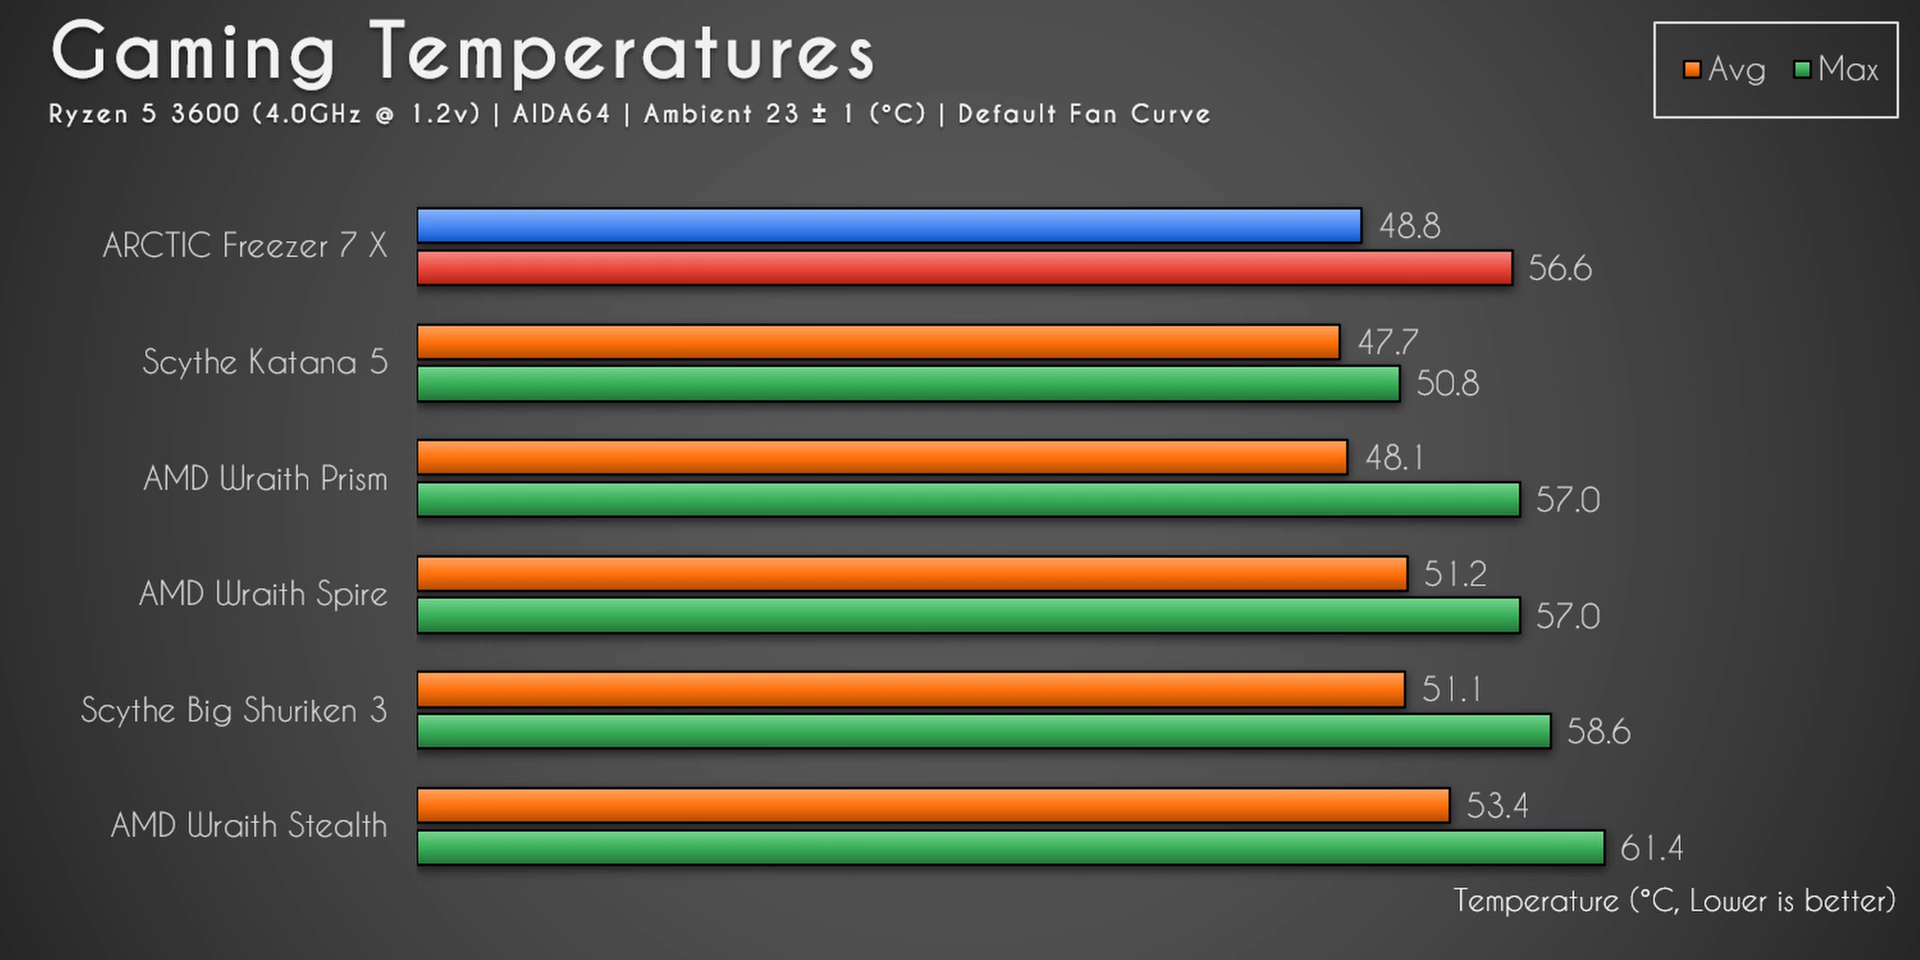 Gaming Temperatures
Ryzen 5 3600 (4.0GHz @ 1.2v) | AIDA64 | Ambient 23 ± 1 (°C) | Default Fan Curve
Avg Max
ARCTIC Freezer 7 X
48.8
56.6
Scythe Katana 5
47.7
50.8
AMD Wraith Prism
48.1
57.0
AMD Wraith Spire
51.2
57.0
Scythe Big Shuriken 3
51.1
58.6
AMD Wraith Stealth
53.4
61.4
Temperature (°C, Lower is better)